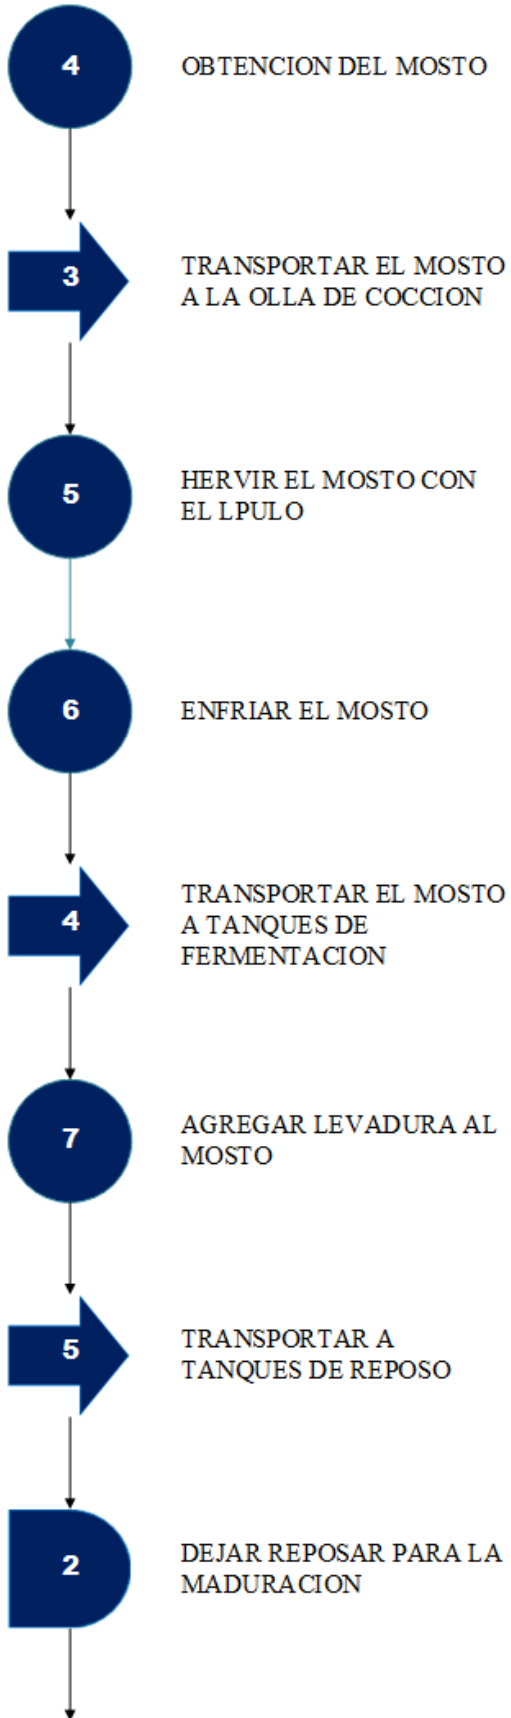 4
OBTENCION DEL MOSTO
3
TRANSPORTAR EL MOSTO
A LA OLLA DE COCCION
5
HERVIR EL MOSTO CON
EL LPULO
6
ENFRIAR EL MOSTO
4
TRANSPORTAR EL MOSTO
A TANQUES DE
FERMENTACION
7
AGREGAR LEVADURA AL
MOSTO
5
TRANSPORTAR A
TANQUES DE REPOSO
2
DEJAR REPOSAR PARA LA
MADURACION